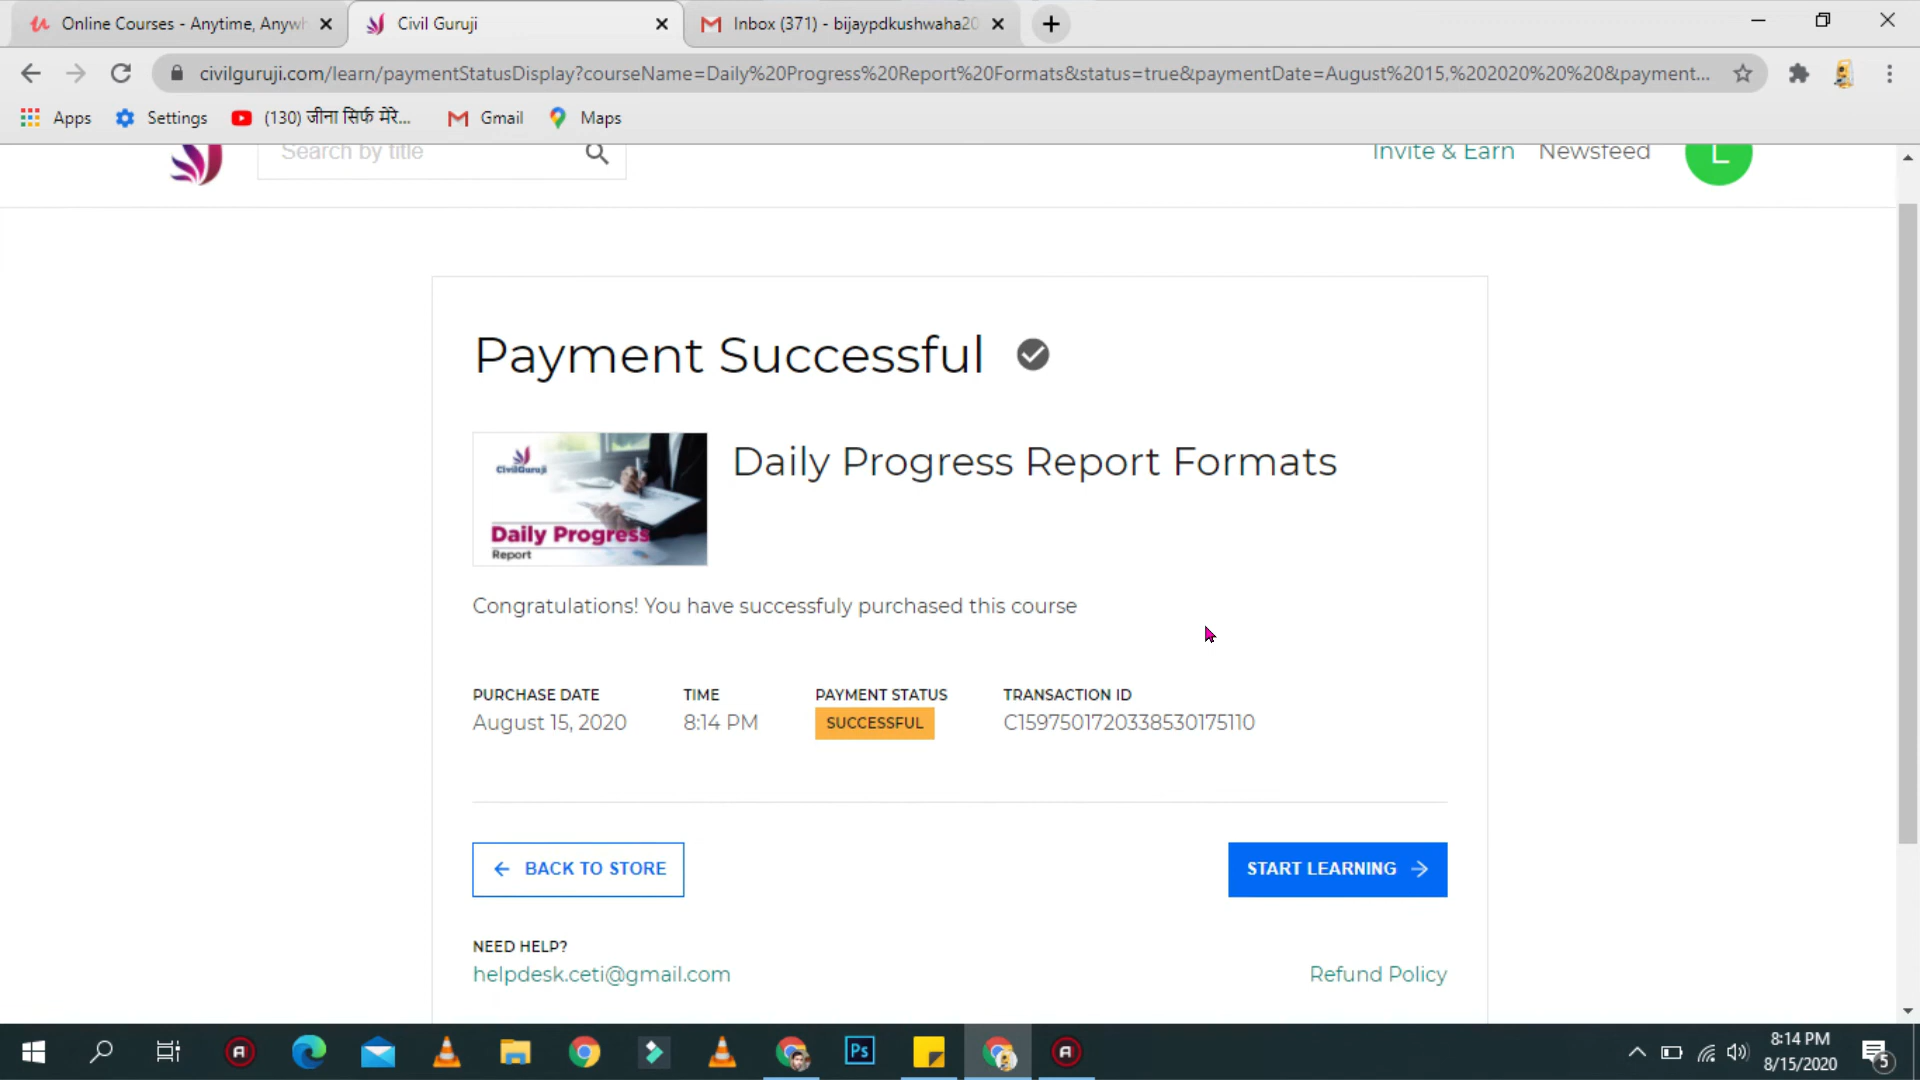 Online Courses - Anytime, Anywh
Civil Guruji
Inbox (371) - bijaypdkushwaha20
civilguruji.com/learn/paymentStatusDisplay?courseName=Daily%20Progress%20Report%20Formats&status=true&paymentDate=August%2015,%202020%20%20&payment...
Apps
Settings
(130) जीना सिर्फ मेरे...
Gmail
Maps
Search by title
Invite & Earn
Newsfeed
L
Payment Successful
CivilGuruji
Daily Progress
Report
Daily Progress Report Formats
Congratulations! You have successfuly purchased this course
PURCHASE DATE
August 15, 2020
TIME
8:14 PM
PAYMENT STATUS
SUCCESSFUL
TRANSACTION ID
C1597501720338530175110
BACK TO STORE
START LEARNING
NEED HELP?
helpdesk.ceti@gmail.com
Refund Policy
Ps
8:14 PM
8/15/2020
5